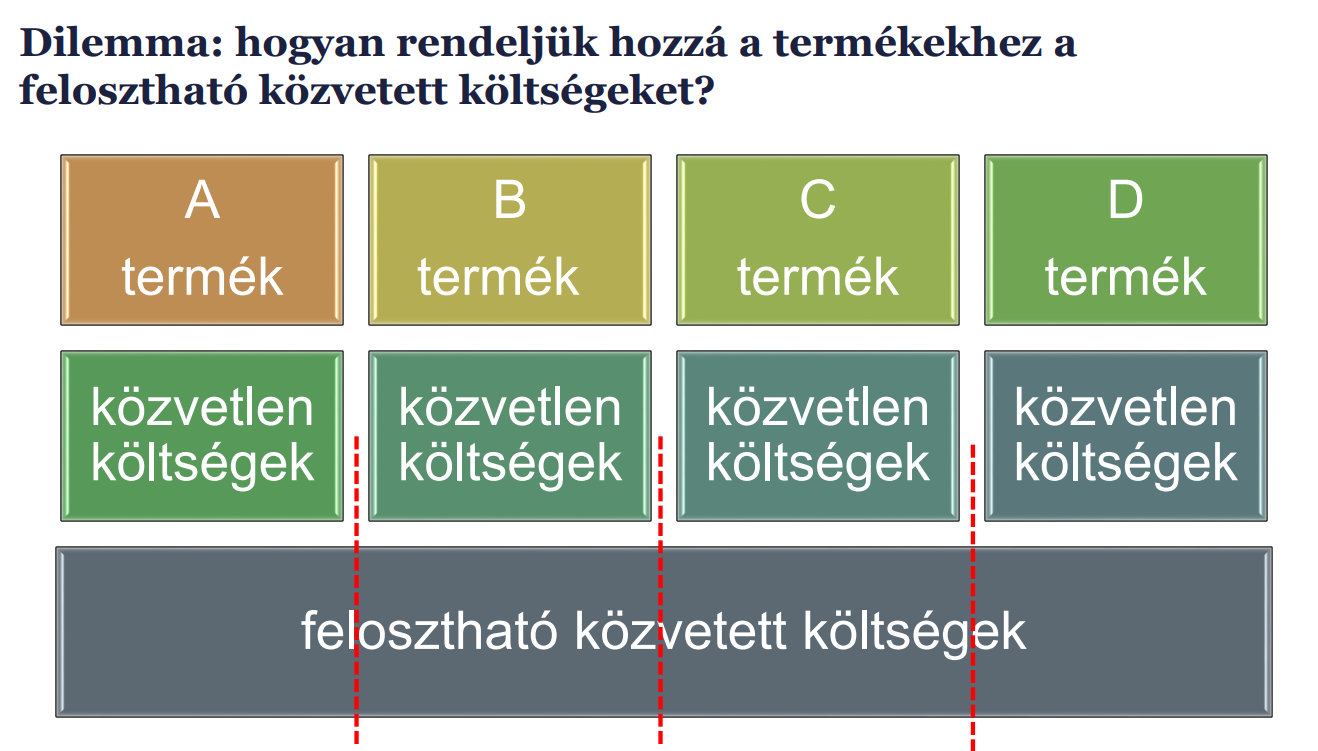 Dilemma: hogyan rendeljük hozzá a termékekhez a
felosztható közvetett költségeket?
A
termék
B
termék
C
termék
D
termék
közvetlen
költségek
közvetlen
költségek
közvetlen
költségek
közvetlen
költségek
felosztható közvetett költségek